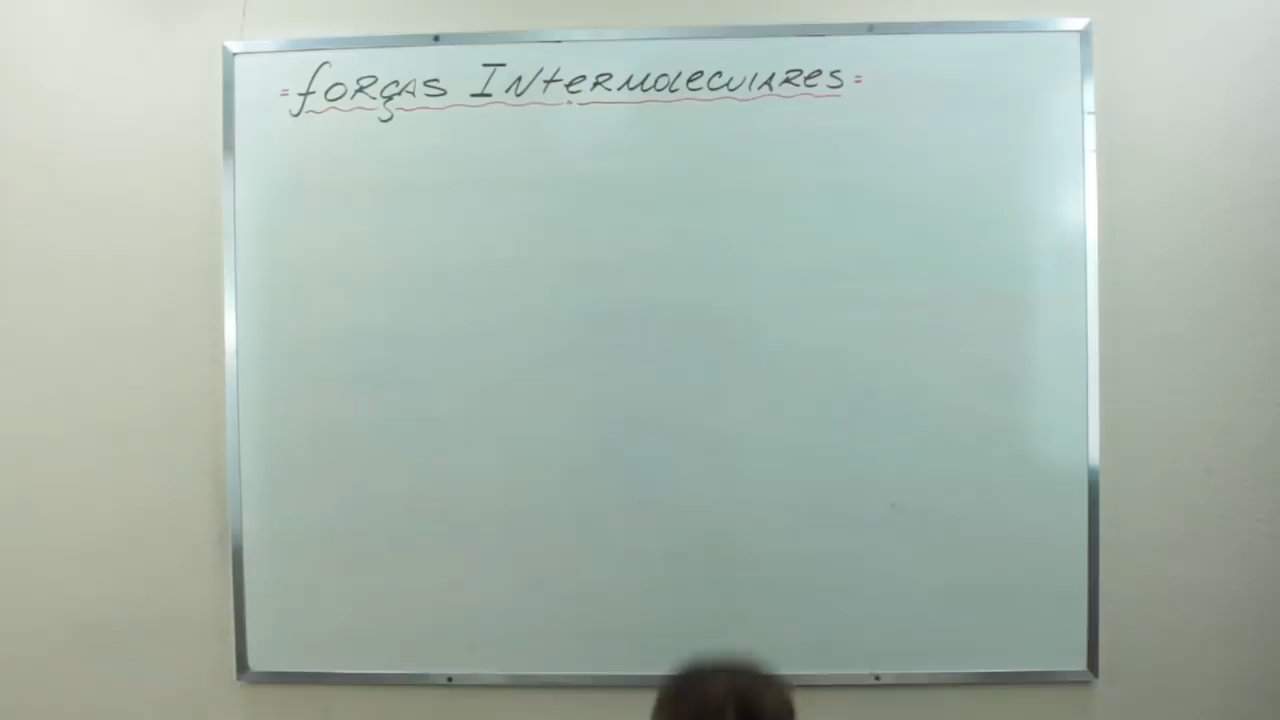 = Forças Intermoleculares =